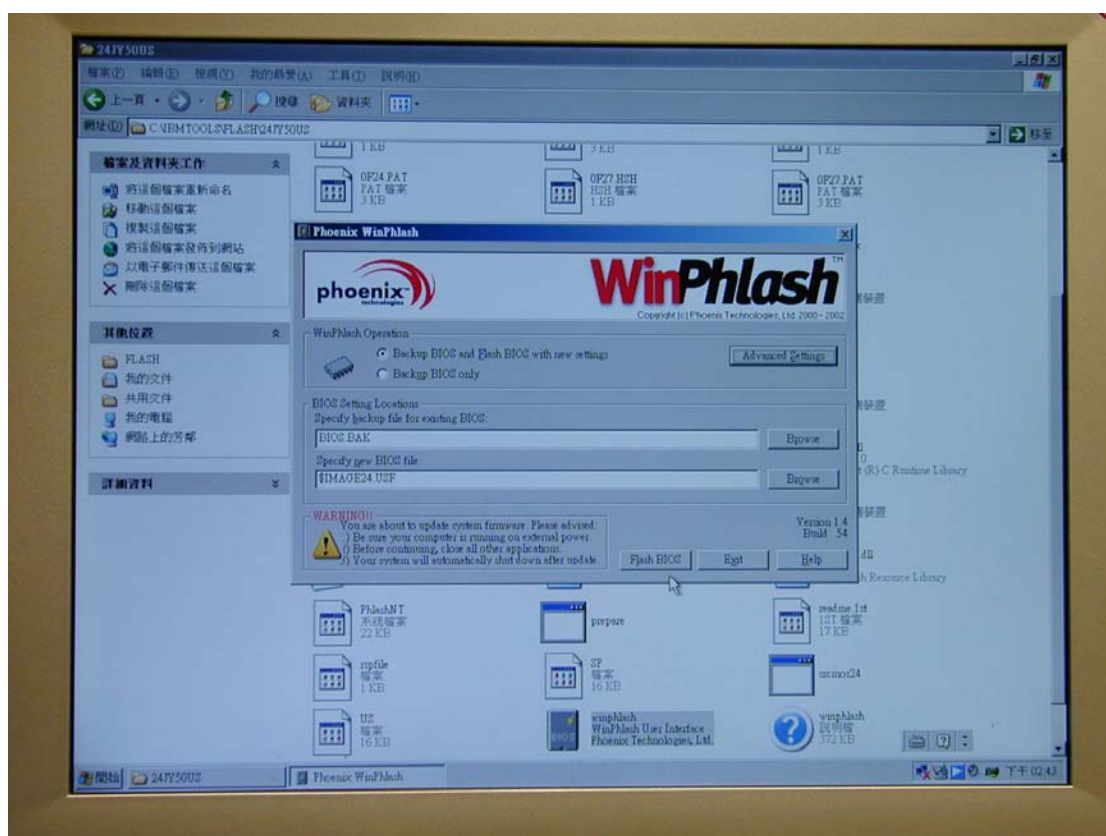 24JY50US
檔案(F) 編輯(E) 檢視(V) 我的最愛(A) 工具(T) 說明(H)
上一頁 搜尋 資料夾
網址(D) C:\IBMTOOLS\FLASH\24JY50US 移至
檔案及資料夾工作
將這個檔案重新命名
移動這個檔案
複製這個檔案
將這個檔案發佈到網站
以電子郵件傳送這個檔案
刪除這個檔案
其他位置
FLASH
我的文件
共用文件
我的電腦
網路上的芳鄰
詳細資料
1 KB
3 KB
1 KB
0F24.PAT
PAT 檔案
3 KB
0F27.HSH
HSH 檔案
1 KB
0F27.PAT
PAT 檔案
3 KB
Phoenix WinPhlash
phoenix
technologies
WinPhlash™
Copyright (c) Phoenix Technologies, Ltd. 2000 - 2002
WinPhlash Operation
Backup BIOS and Flash BIOS with new settings
Backup BIOS only
Advanced Settings
BIOS Setting Locations
Specify backup file for existing BIOS:
BIOS.BAK
Browse
Specify new BIOS file:
$IMAGE24.USF
Browse
WARNING!!
You are about to update system firmware. Please advised:
.) Be sure your computer is running on external power.
) Before continuing, close all other applications.
3) Your system will automatically shut down after update.
Version 1.4
Build 54
Flash BIOS
Exit
Help
裝置
裝置
(R) C Runtime Library
裝置
.dll
sh Resource Library
PhlashNT
系統檔案
22 KB
prepare
readme.1st
1ST 檔案
17 KB
rspfile
檔案
1 KB
SP
檔案
16 KB
US
檔案
16 KB
winphlash
WinPhlash User Interface
Phoenix Technologies, Ltd.
BIOS
winphlash
說明檔
372 KB
開始 24JY50US Phoenix WinPhlash 下午 02:43